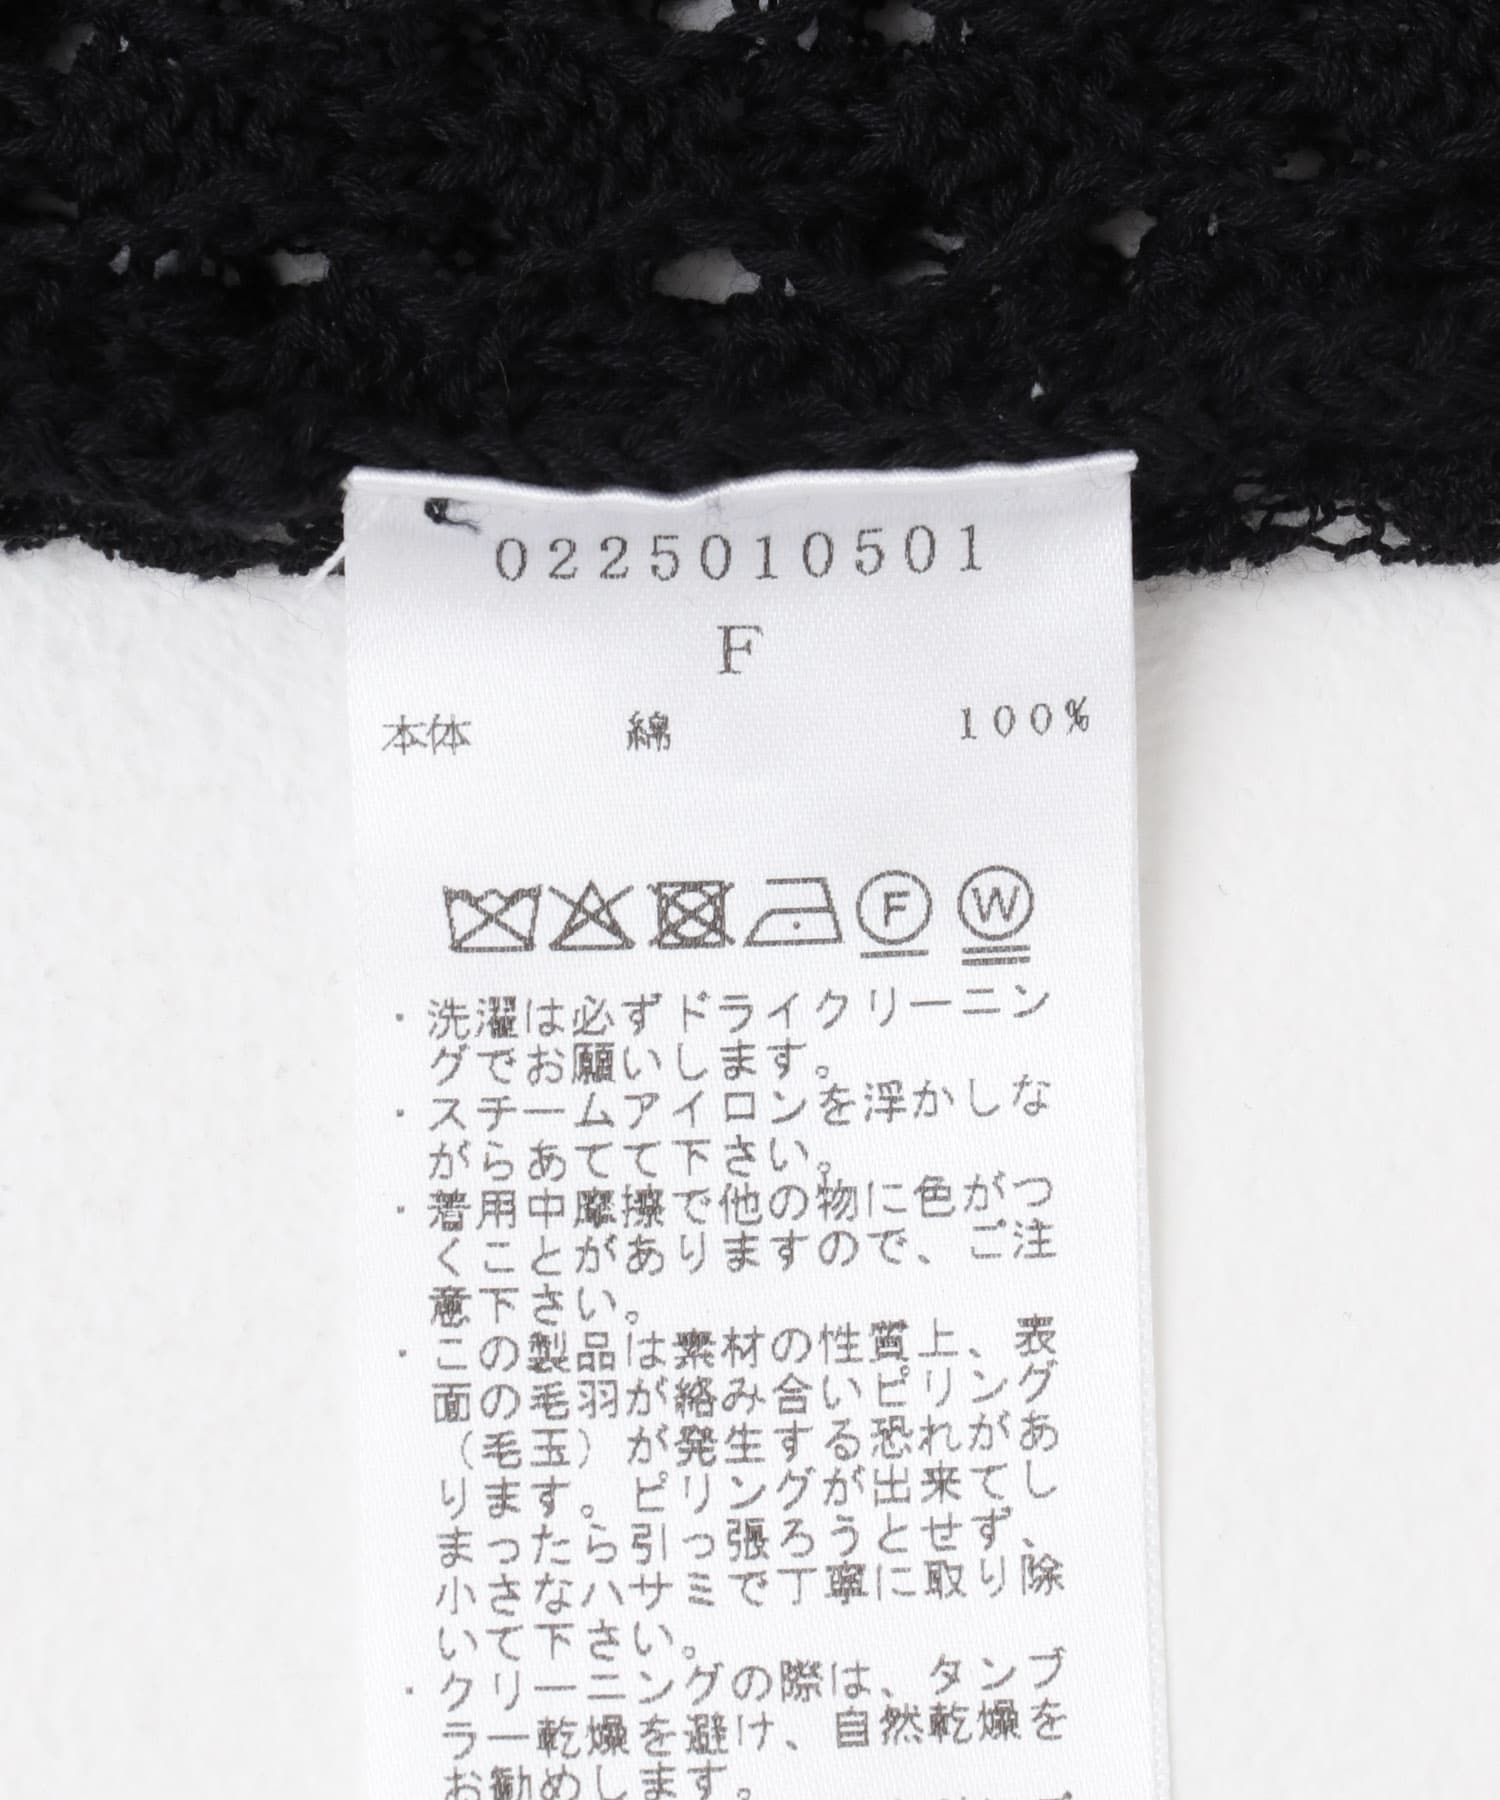 0225010501
F
本体 綿 100%
F W
・洗濯は必ずドライクリーニン
グでお願いします。
・スチームアイロンを浮かしな
がらあてて下さい。
・着用中摩擦で他の物に色がつ
くことがありますので、ご注
意下さい。
・この製品は素材の性質上、表
面の毛羽が絡み合いピリング
（毛玉）が発生する恐れがあ
ります。ピリングが出来てし
まったら引っ張ろうとせず、
小さなハサミで丁寧に取り除
いて下さい。
・クリーニングの際は、タンブ
ラー乾燥を避け、自然乾燥を
お勧めします。